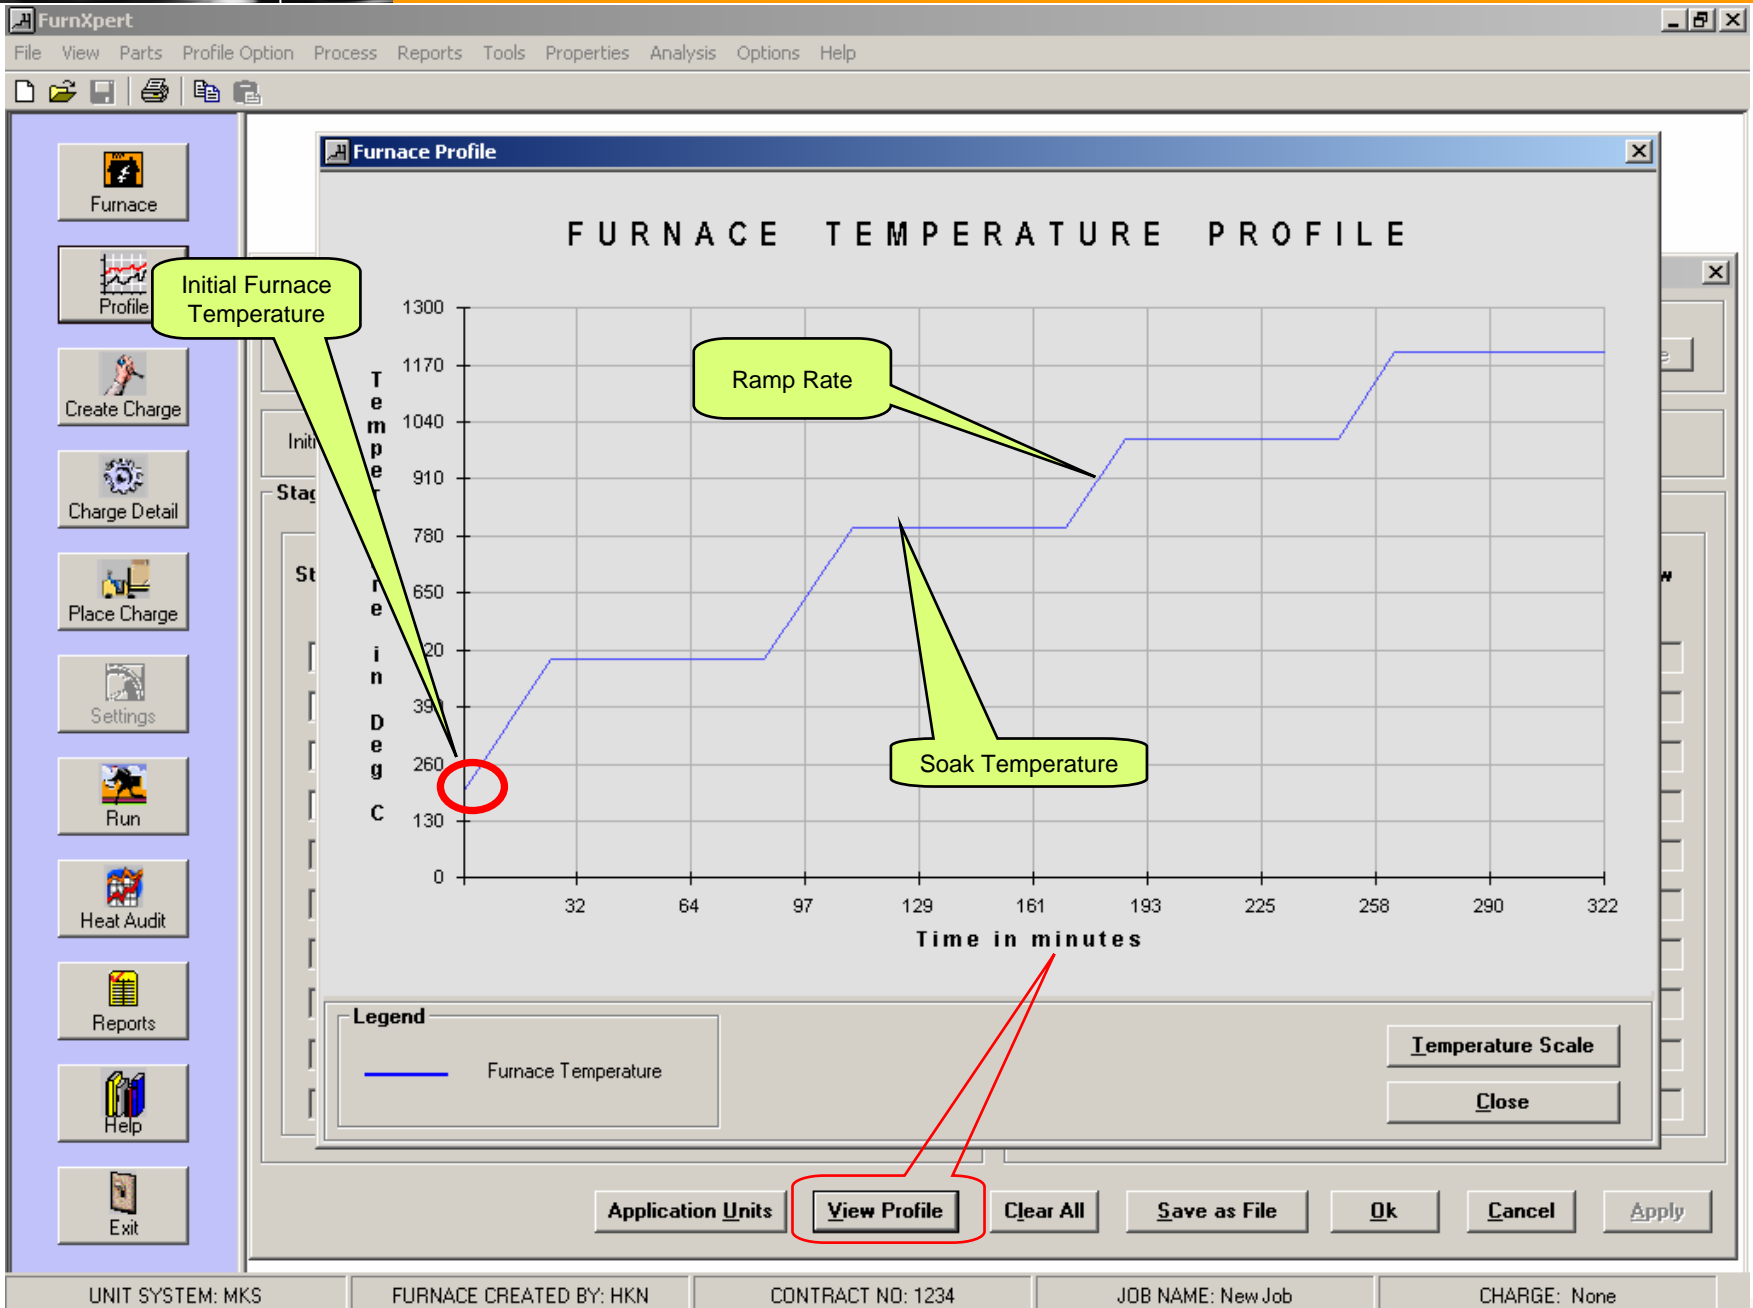 FurnXpert
File View Parts Profile Option Process Reports Tools Properties Analysis Options Help
Furnace
Profile
Create Charge
Charge Detail
Place Charge
Settings
Run
Heat Audit
Reports
Help
Exit
Furnace Profile
FURNACE TEMPERATURE PROFILE
Initial Furnace
Temperature
Ramp Rate
Soak Temperature
1300
1170
1040
910
780
650
20
260
130
0
32 64 97 129 161 193 225 258 290 322
Time in minutes
in Deg C
Legend
Furnace Temperature
Temperature Scale
Close
Application Units View Profile Clear All Save as File Ok Cancel Apply
UNIT SYSTEM: MKS FURNACE CREATED BY: HKN CONTRACT NO: 1234 JOB NAME: New Job CHARGE: None